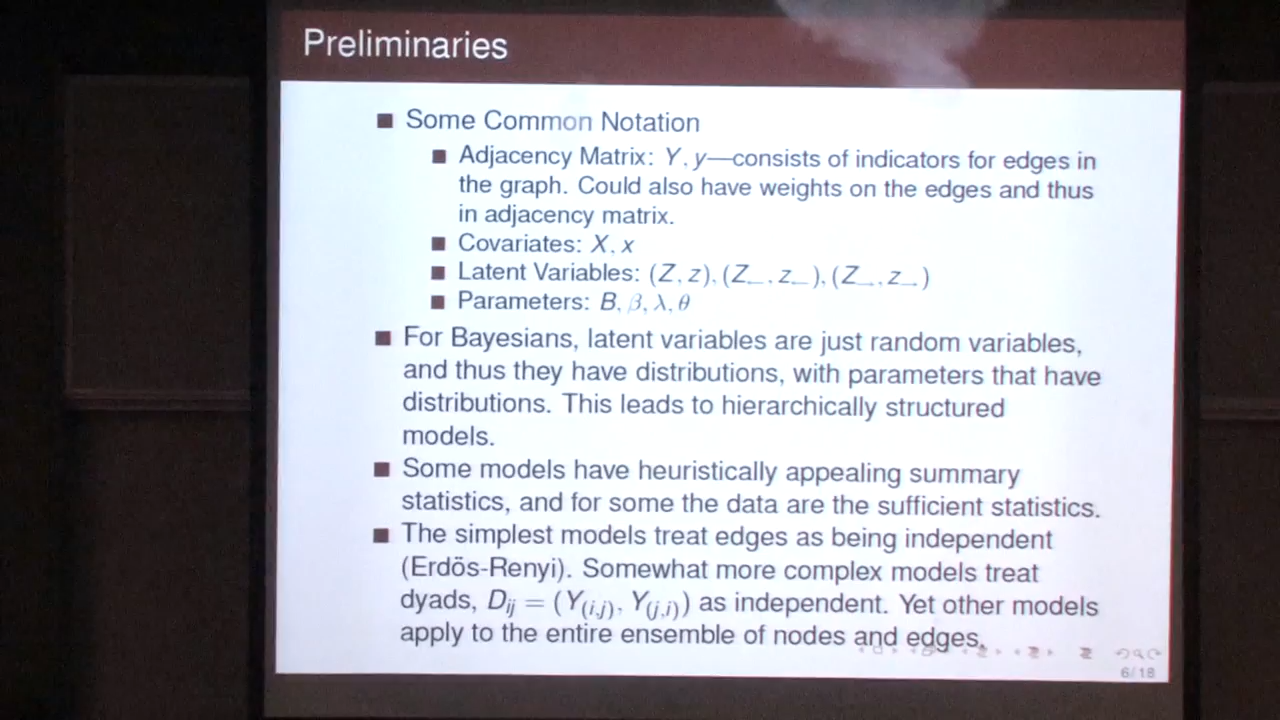 Preliminaries
■ Some Common Notation
■ Adjacency Matrix: Y, y—consists of indicators for edges in
the graph. Could also have weights on the edges and thus
in adjacency matrix.
■ Covariates: X, x
■ Latent Variables: (Z, z), (Z←, z←), (Z→, z→)
■ Parameters: B, β, λ, θ
■ For Bayesians, latent variables are just random variables,
and thus they have distributions, with parameters that have
distributions. This leads to hierarchically structured
models.
■ Some models have heuristically appealing summary
statistics, and for some the data are the sufficient statistics.
■ The simplest models treat edges as being independent
(Erdös-Renyi). Somewhat more complex models treat
dyads, Dij = (Y(i,j), Y(j,i)) as independent. Yet other models
apply to the entire ensemble of nodes and edges.
6/18